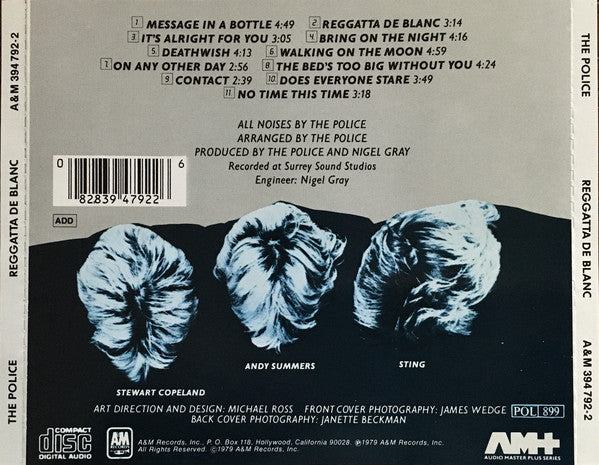 1 MESSAGE IN A BOTTLE 4:49 2 REGGATTA DE BLANC 3:14
3 IT'S ALRIGHT FOR YOU 3:05 4 BRING ON THE NIGHT 4:16
5 DEATHWISH 4:13 6 WALKING ON THE MOON 4:59
7 ON ANY OTHER DAY 2:56 8 THE BED'S TOO BIG WITHOUT YOU 4:24
9 CONTACT 2:39 10 DOES EVERYONE STARE 3:49
11 NO TIME THIS TIME 3:18
ALL NOISES BY THE POLICE
ARRANGED BY THE POLICE
PRODUCED BY THE POLICE AND NIGEL GRAY
Recorded at Surrey Sound Studios
Engineer: Nigel Gray
0 6
82839 47922
ADD
STEWART COPELAND
ANDY SUMMERS
STING
ART DIRECTION AND DESIGN: MICHAEL ROSS FRONT COVER PHOTOGRAPHY: JAMES WEDGE POL 899
BACK COVER PHOTOGRAPHY: JANETTE BECKMAN
COMPACT
disc
DIGITAL AUDIO
A&M
RECORDS
A&M Records, Inc., P. O. Box 118, Hollywood, California 90028. ℗1979 A&M Records, Inc.
All Rights Reserved. ©1979 A&M Records, Inc.
AM+
AUDIO MASTER PLUS SERIES
THE POLICE REGGATTA DE BLANC A&M 394 792-2
THE POLICE REGGATTA DE BLANC A&M 394 792-2